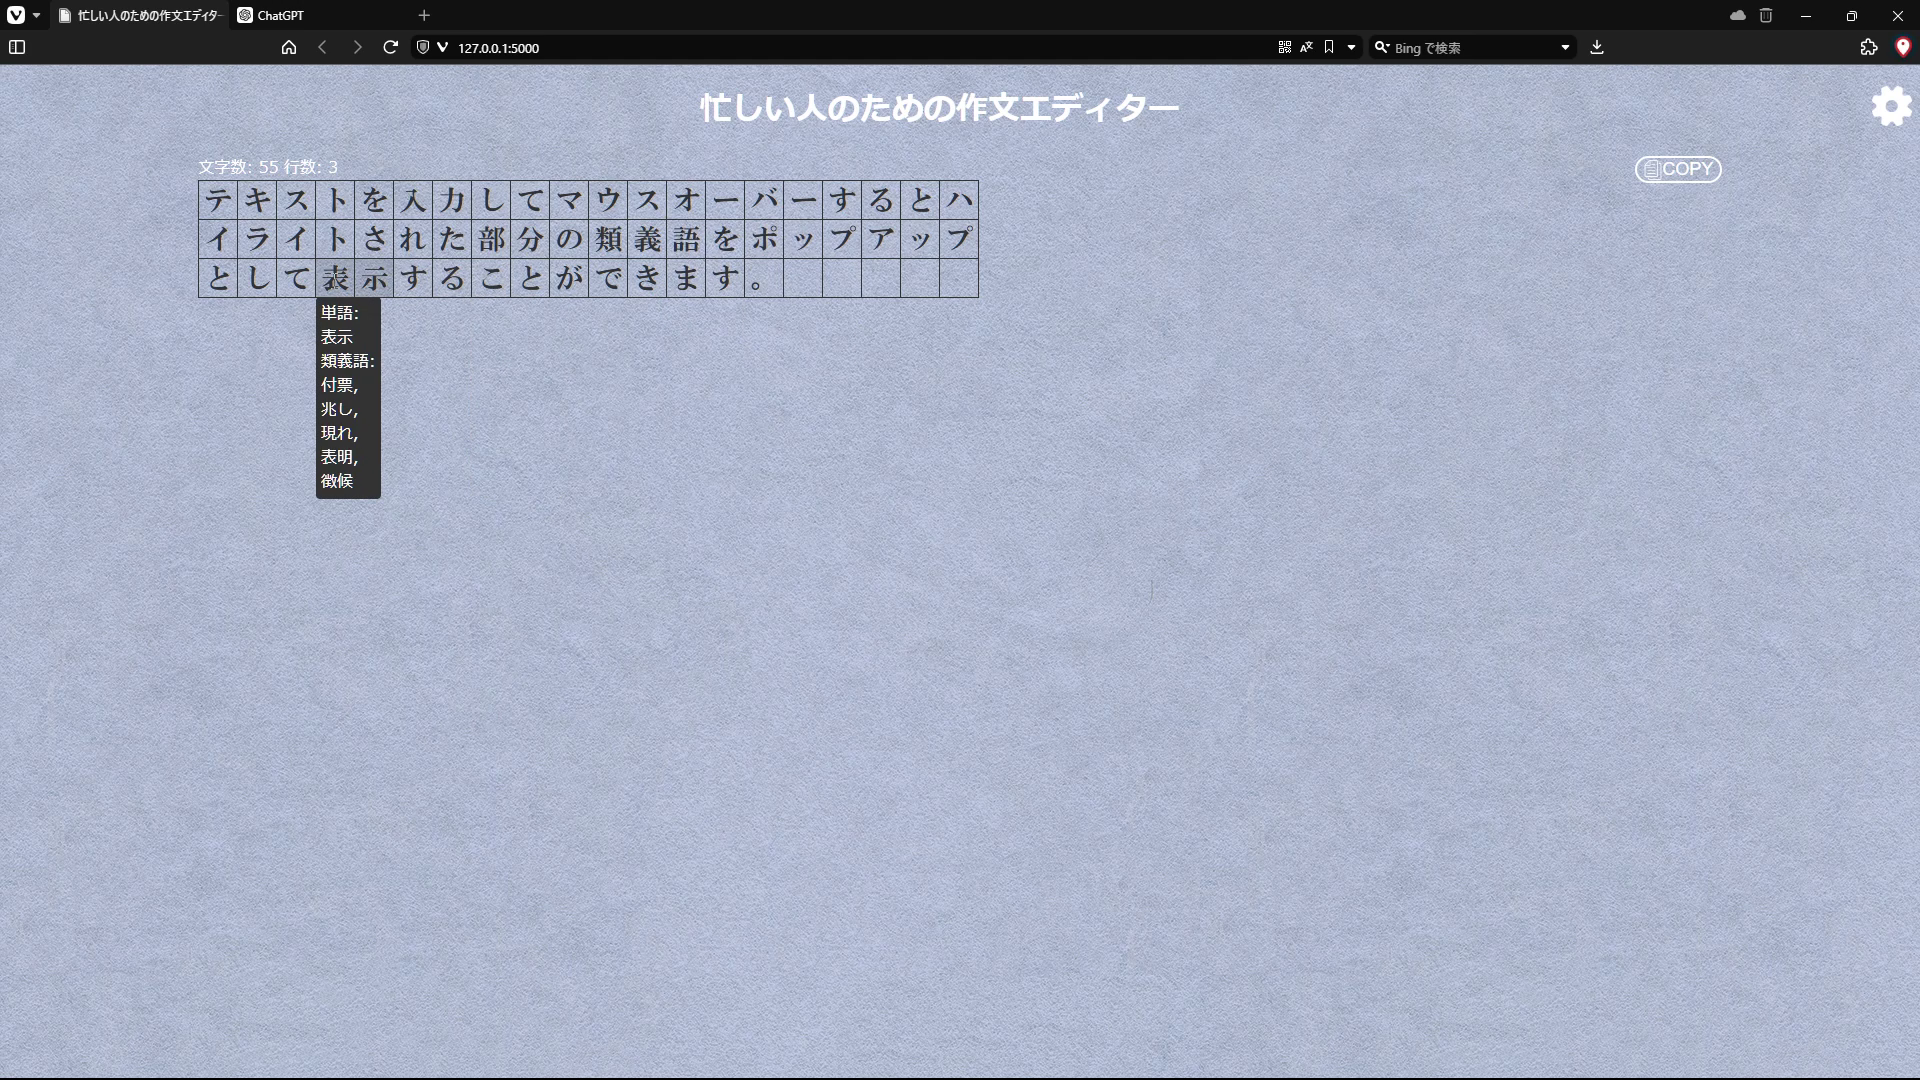 忙しい人のための作文エディタ
ChatGPT
127.0.0.1:5000
Bing で検索
忙しい人のための作文エディター
文字数: 55 行数: 3
COPY
テキストを入力してマウスオーバーするとハ
イライトされた部分の類義語をポップアップ
として表示することができます。
単語:
表示
類義語:
付票,
兆し,
現れ,
表明,
徴候